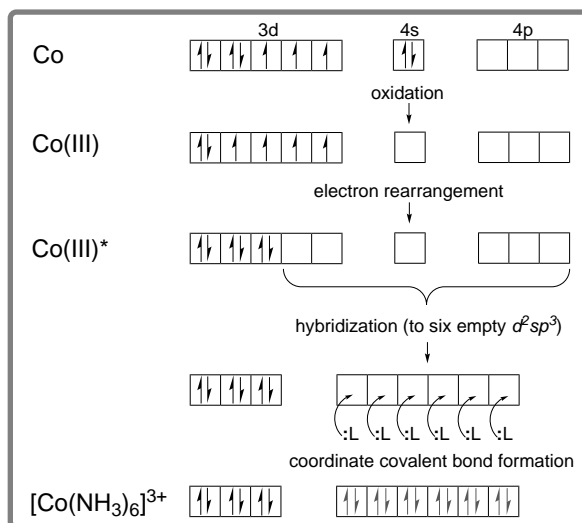 3d 4s 4p
Co
oxidation
Co(III)
electron rearrangement
Co(III)*
hybridization (to six empty d²sp³)
:L :L :L :L :L :L
coordinate covalent bond formation
[Co(NH₃)₆]³⁺